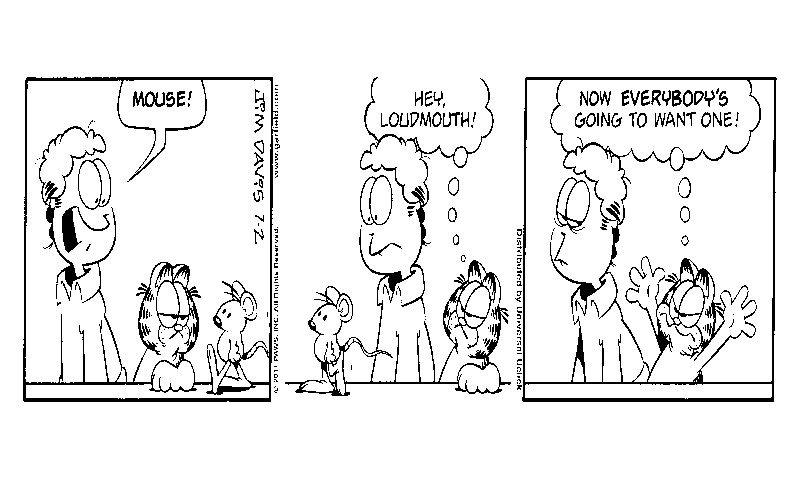 MOUSE!
JIM DAVIS 7-2
www.garfield.com
© 2011 PAWS, INC. All Rights Reserved.
HEY,
LOUDMOUTH!
Distributed by Universal Uclick
NOW EVERYBODY'S
GOING TO WANT ONE!